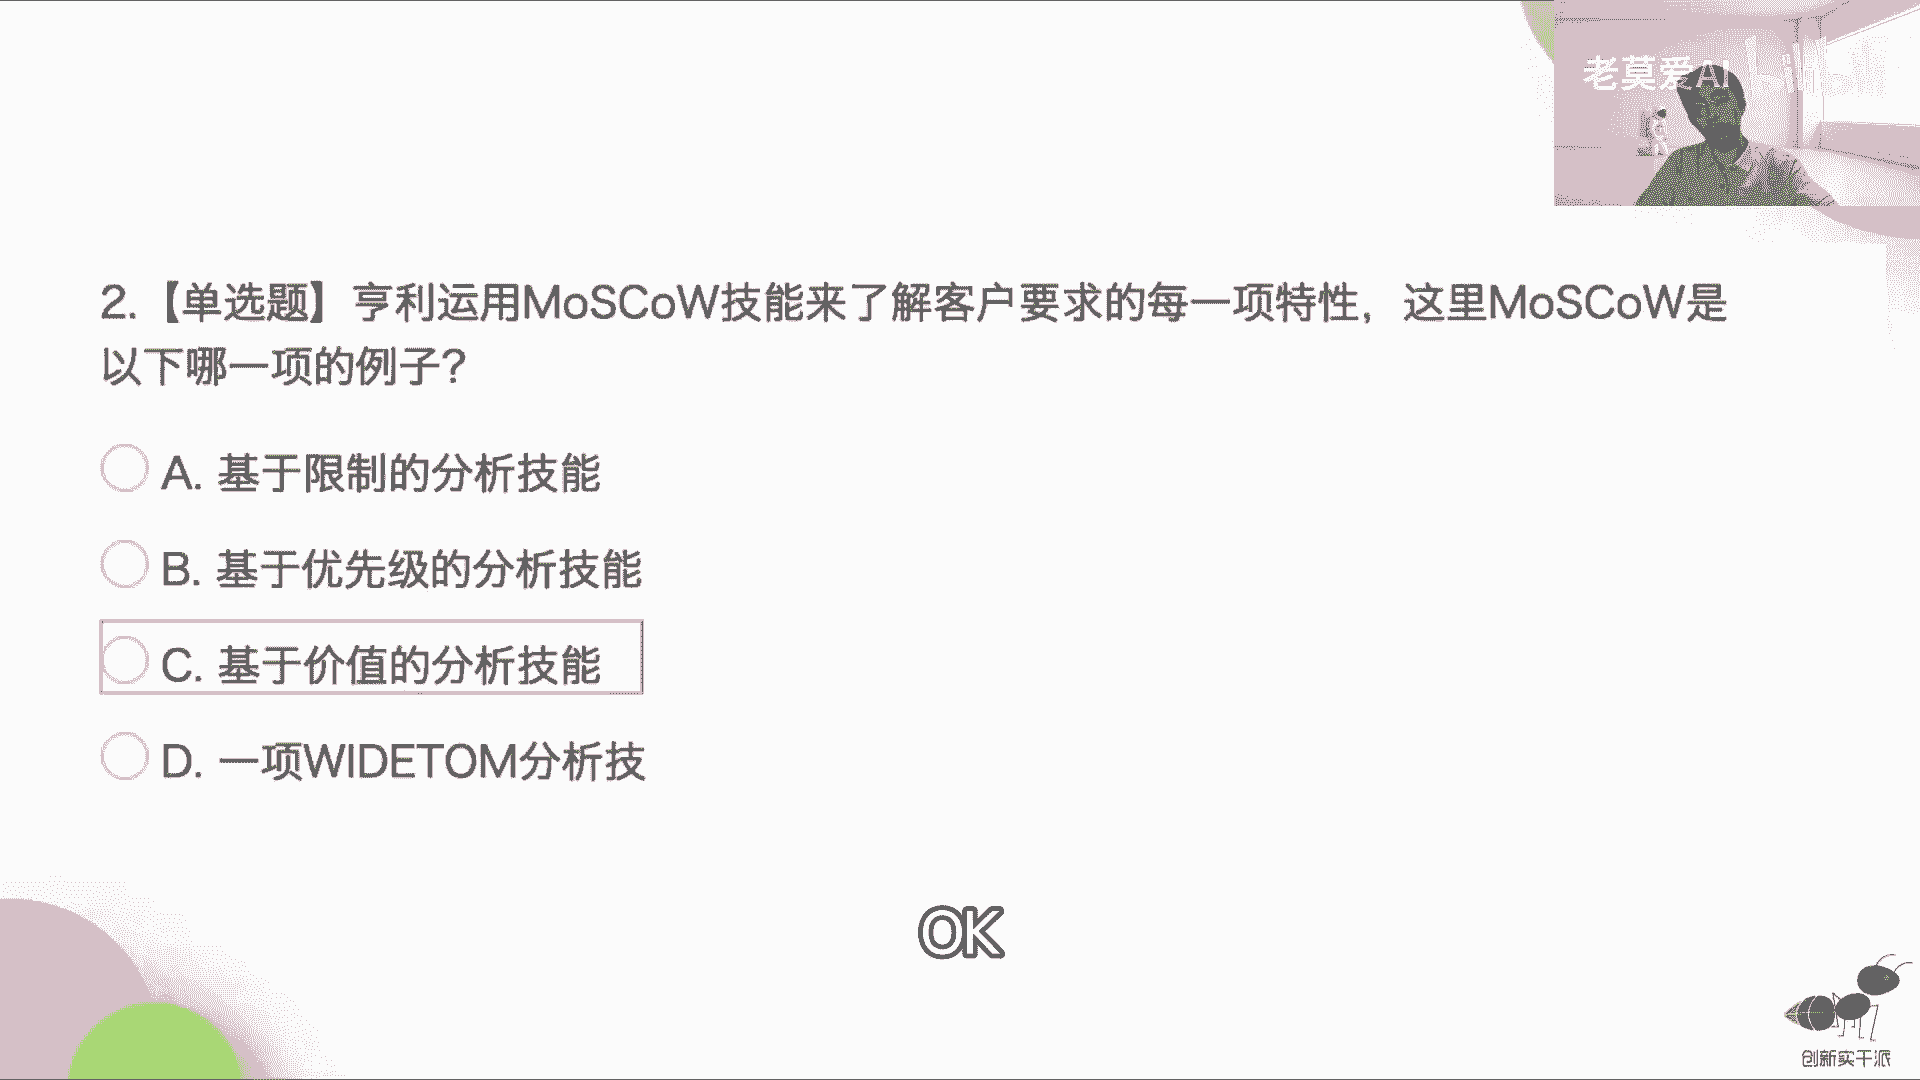 老莫爱AI bilibili
2.【单选题】亨利运用MoSCoW技能来了解客户要求的每一项特性，这里MoSCoW是
以下哪一项的例子？
A. 基于限制的分析技能
B. 基于优先级的分析技能
C. 基于价值的分析技能
D. 一项WIDETOM分析技
OK
创新实干派